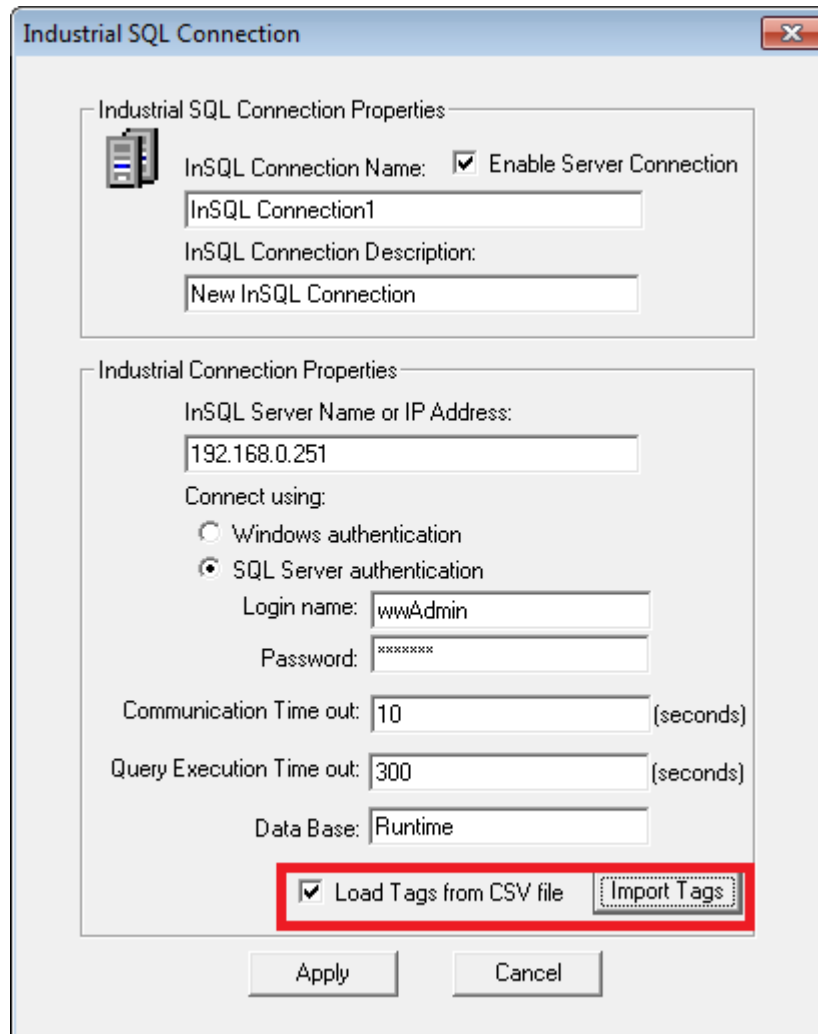 Industrial SQL Connection
Industrial SQL Connection Properties
InSQL Connection Name: Enable Server Connection
InSQL Connection1
InSQL Connection Description:
New InSQL Connection
Industrial Connection Properties
InSQL Server Name or IP Address:
192.168.0.251
Connect using:
Windows authentication
SQL Server authentication
Login name: wwAdmin
Password: *******
Communication Time out: 10 (seconds)
Query Execution Time out: 300 (seconds)
Data Base: Runtime
Load Tags from CSV file Import Tags
Apply Cancel